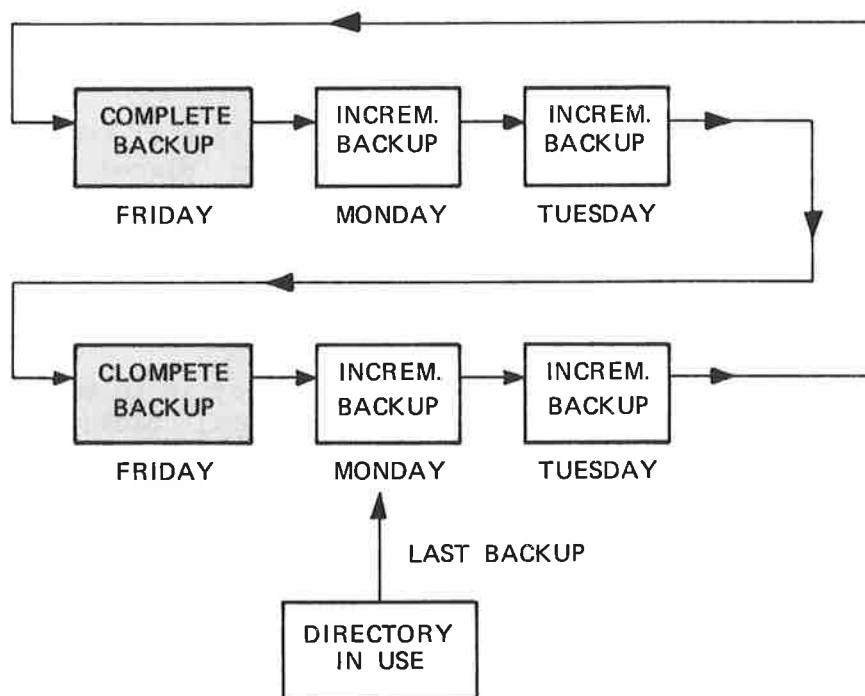 COMPLETE
BACKUP
INCREM.
BACKUP
INCREM.
BACKUP
FRIDAY
MONDAY
TUESDAY
CLOMPETE
BACKUP
INCREM.
BACKUP
INCREM.
BACKUP
FRIDAY
MONDAY
TUESDAY
LAST BACKUP
DIRECTORY
IN USE